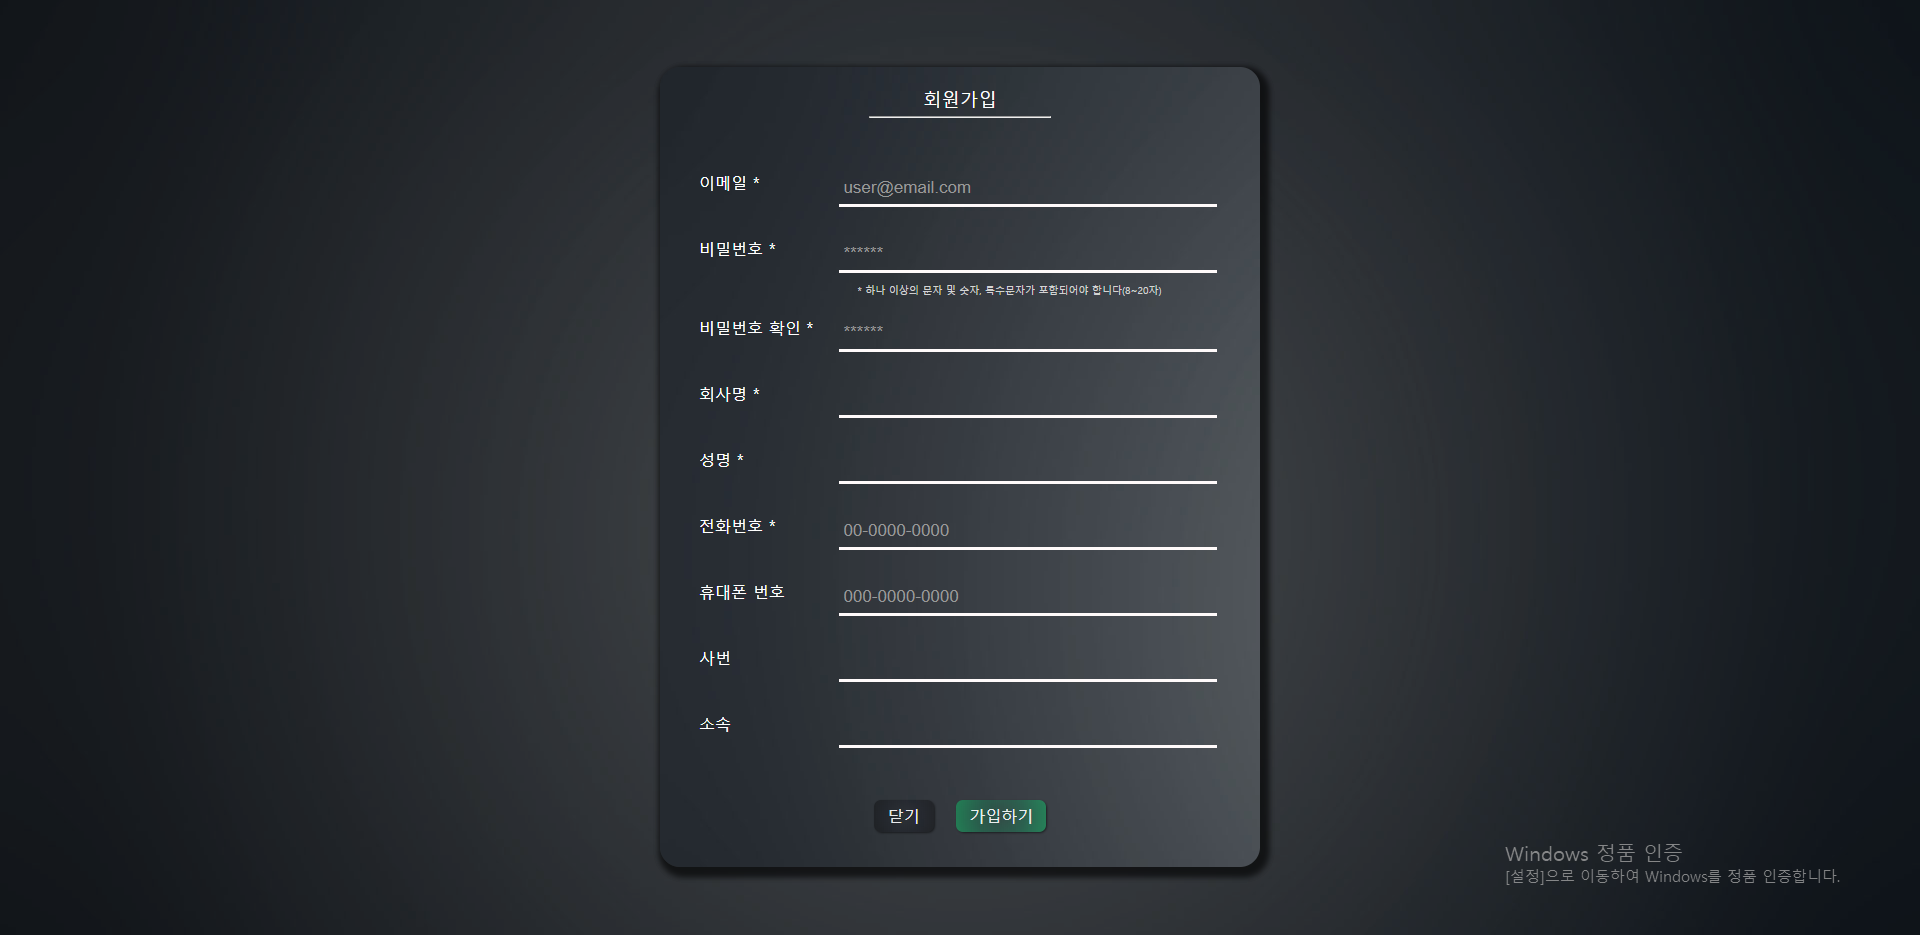 회원가입
이메일 * user@email.com
비밀번호 * ******
* 하나 이상의 문자 및 숫자, 특수문자가 포함되어야 합니다(8~20자)
비밀번호 확인 * ******
회사명 *
성명 *
전화번호 * 00-0000-0000
휴대폰 번호 000-0000-0000
사번
소속
닫기 가입하기
Windows 정품 인증
[설정]으로 이동하여 Windows를 정품 인증합니다.